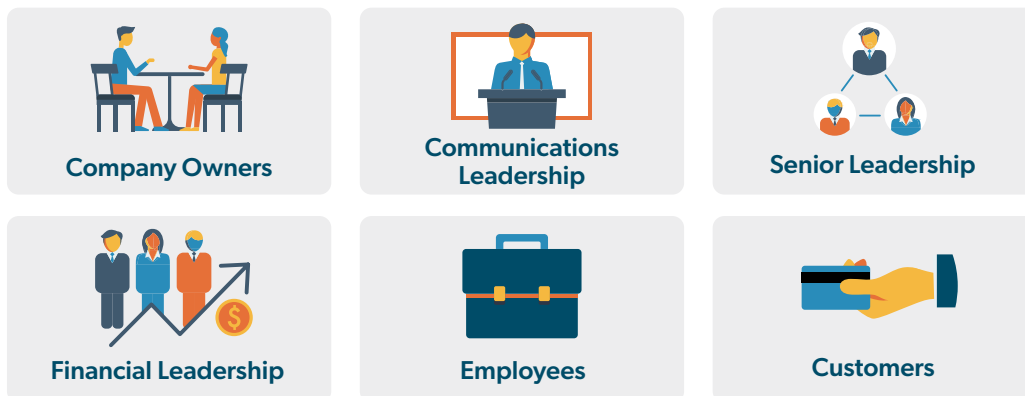 Company Owners
Communications
Leadership
Senior Leadership
$
Financial Leadership
Employees
Customers